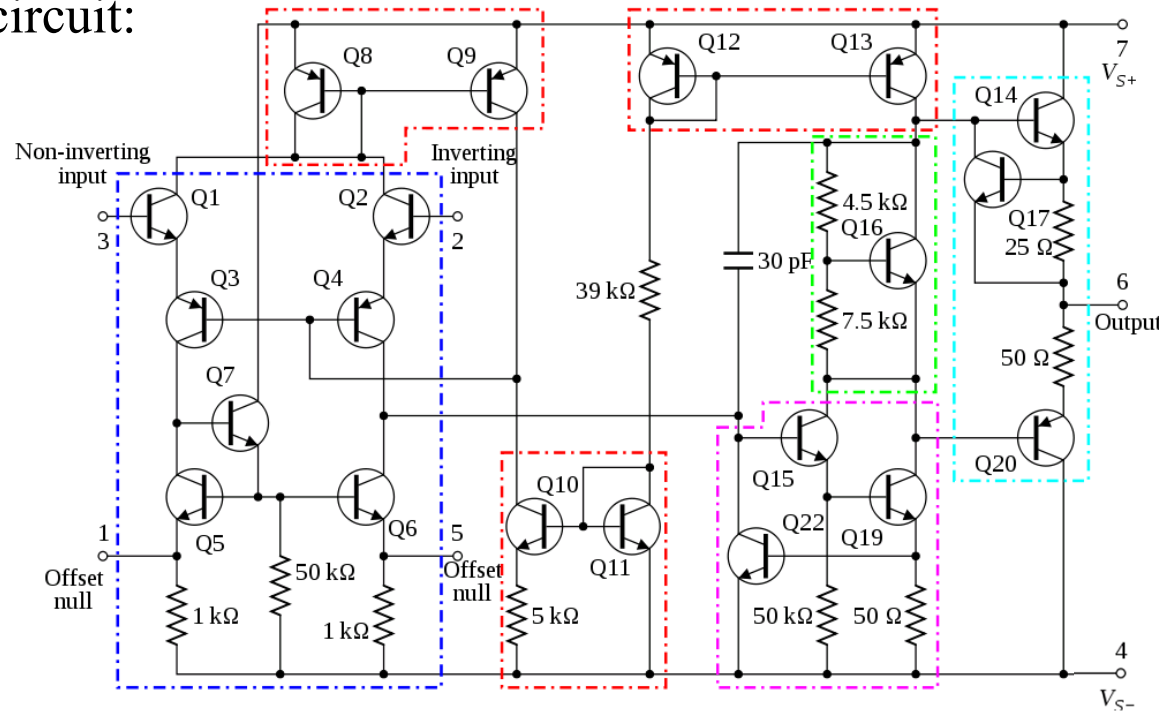 circuit:
Q8
Q9
Q12
Q13
7
V_S+
Q14
Non-inverting
input
Inverting
input
Q1
Q2
3
2
4.5 kΩ
Q16
Q17
25 Ω
Q3
Q4
30 pF
39 kΩ
7.5 kΩ
6
Output
50 Ω
Q7
Q15
Q20
Q10
Q5
Q6
Q22
Q19
Q11
1
5
Offset
null
Offset
null
50 kΩ
1 kΩ
1 kΩ
5 kΩ
50 kΩ
50 Ω
4
V_S−